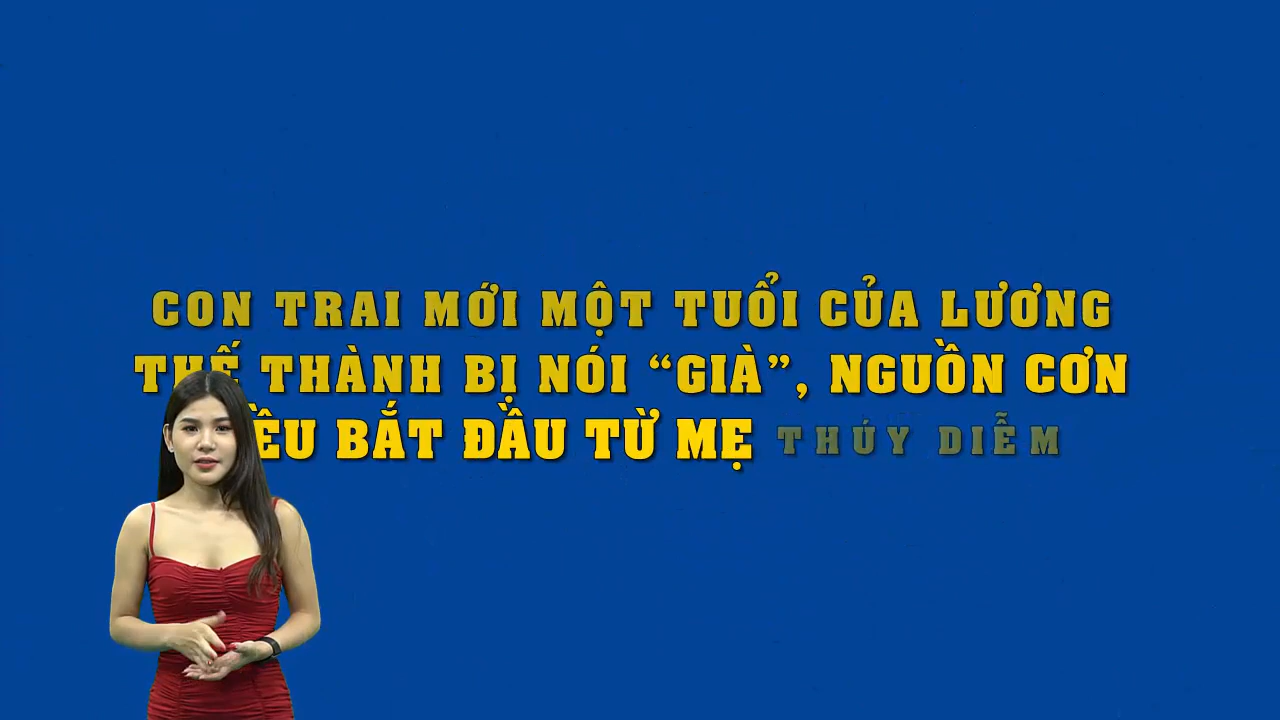 CON TRAI MỚI MỘT TUỔI CỦA LƯƠNG
THẾ THÀNH BỊ NÓI “GIÀ”, NGUỒN CƠN
BẮT ĐẦU TỪ MẸ THÚY DIỄM